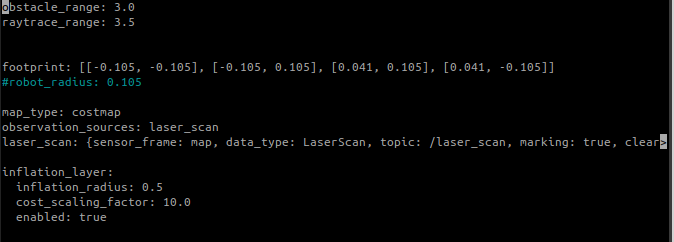 obstacle_range: 3.0
raytrace_range: 3.5
footprint: [[-0.105, -0.105], [-0.105, 0.105], [0.041, 0.105], [0.041, -0.105]]
#robot_radius: 0.105
map_type: costmap
observation_sources: laser_scan
laser_scan: {sensor_frame: map, data_type: LaserScan, topic: /laser_scan, marking: true, clear>
inflation_layer:
  inflation_radius: 0.5
  cost_scaling_factor: 10.0
  enabled: true